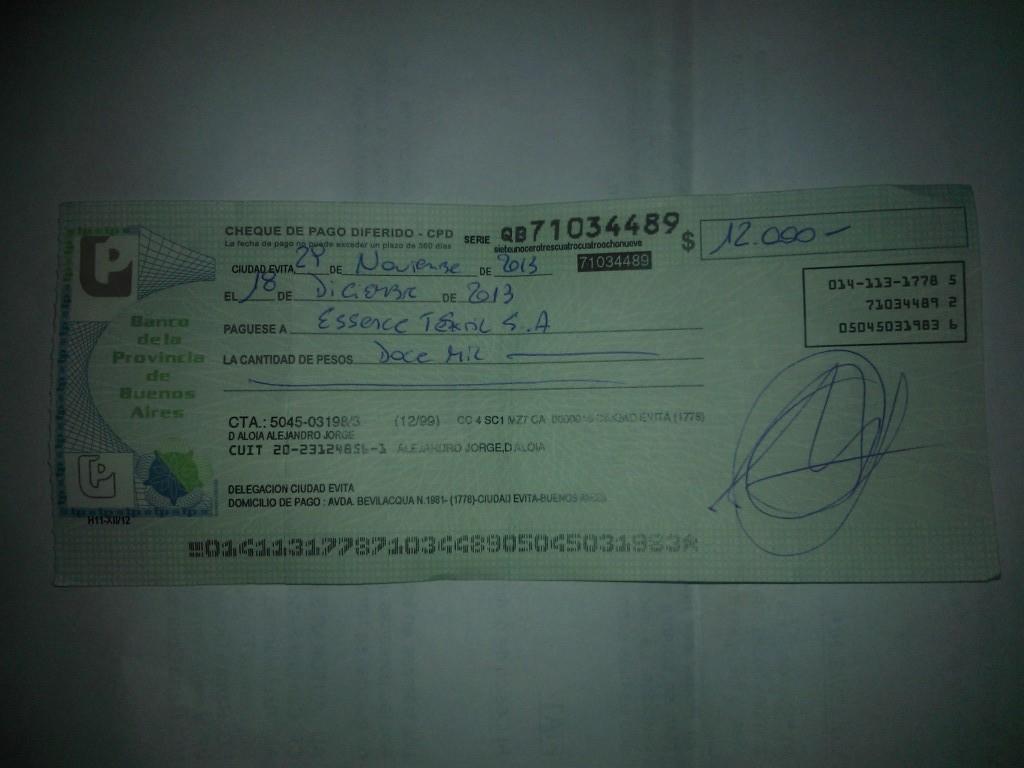 CHEQUE DE PAGO DIFERIDO - CPD
La fecha de pago no puede exceder un plazo de 360 días
SERIE QB71034489
sieteunocerotrescuatrocuatroochonueve
71034489
$ 12.000-
CIUDAD EVITA, 29 DE Noviembre DE 2013
EL 18 DE Diciembre DE 2013
014-113-1778 5
71034489 2
05045031983 6
PAGUESE A Essence Textil S.A
LA CANTIDAD DE PESOS Doce Mil
Banco
de la
Provincia
de
Buenos
Aires
CTA.: 5045-03198/3 (12/99) CC 4 SC1 MZ7 CA CIUDAD EVITA (1778)
D ALOIA ALEJANDRO JORGE
CUIT 20-23124856-1 ALEJANDRO JORGE,D ALOIA
DELEGACION CIUDAD EVITA
DOMICILIO DE PAGO : AVDA. BEVILACQUA N.1981- (1778)-CIUDAD EVITA-BUENOS AIRES
H11-XII/12
01411317787103448905045031983